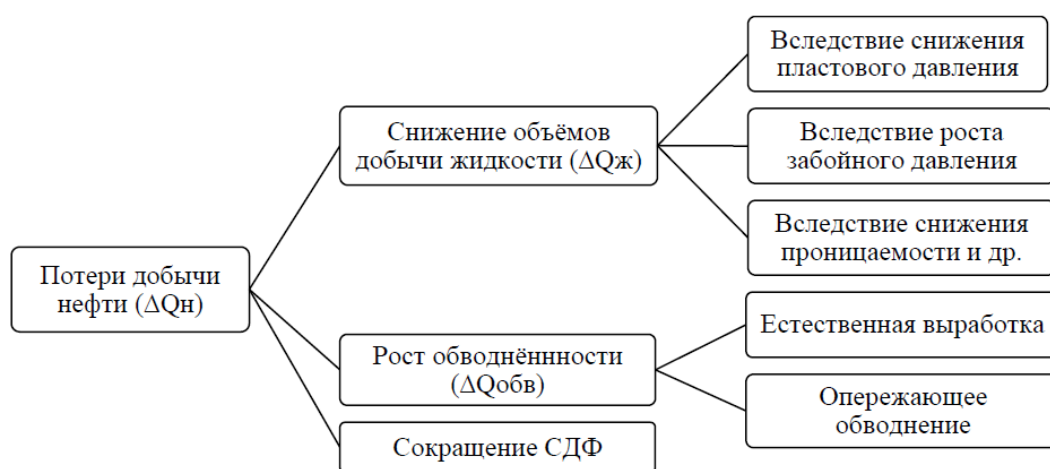 Вследствие снижения
пластового давления
Снижение объёмов
добычи жидкости (ΔQж)
Вследствие роста
забойного давления
Вследствие снижения
проницаемости и др.
Потери добычи
нефти (ΔQн)
Рост обводнённности
(ΔQобв)
Естественная выработка
Опережающее
обводнение
Сокращение СДФ